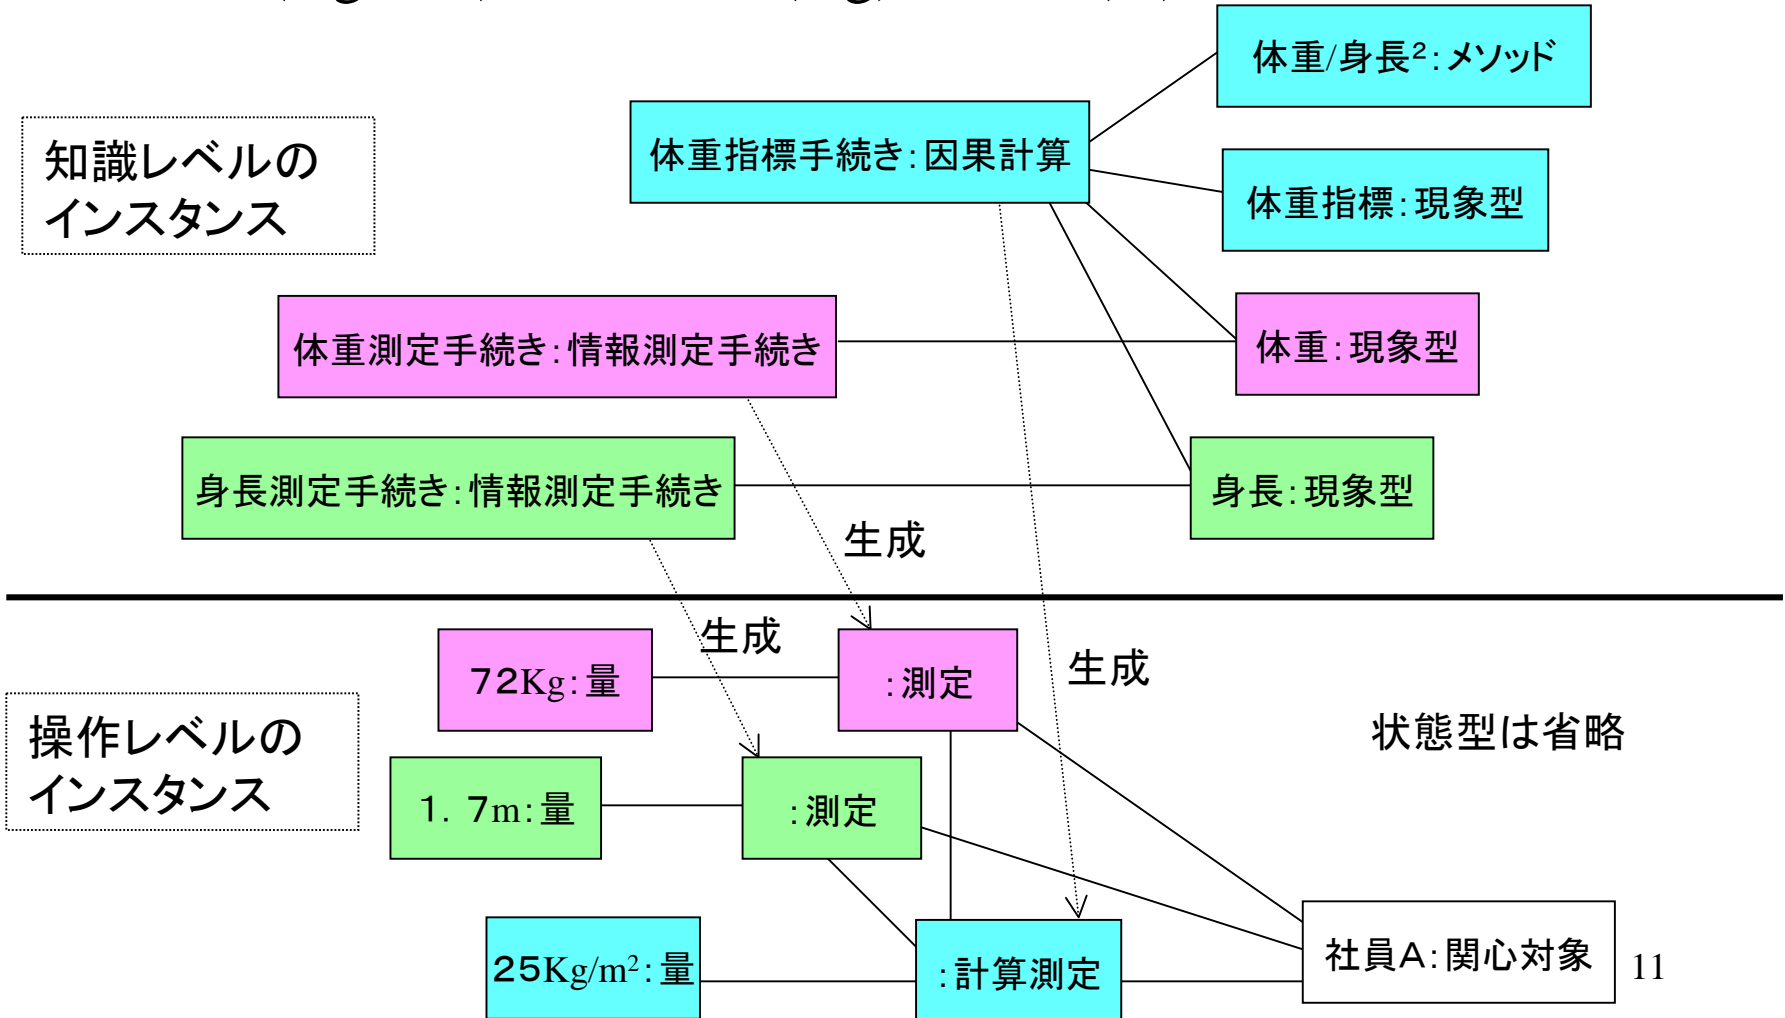 体重/身長²:メソッド
体重指標手続き:因果計算
知識レベルの
インスタンス
体重指標:現象型
体重測定手続き:情報測定手続き
体重:現象型
身長測定手続き:情報測定手続き
身長:現象型
生成
生成
生成
72Kg:量
:測定
操作レベルの
インスタンス
状態型は省略
1.7m:量
:測定
25Kg/m²:量
:計算測定
社員A:関心対象
11